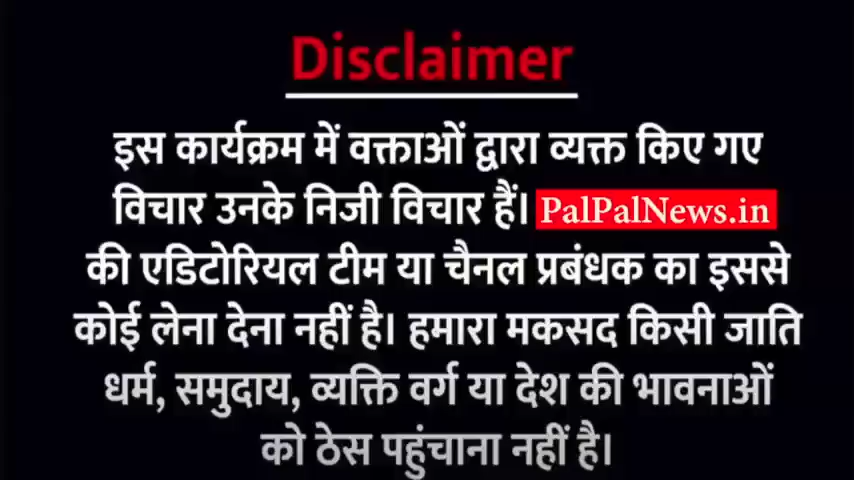 Disclaimer
इस कार्यक्रम में वक्ताओं द्वारा व्यक्त किए गए
विचार उनके निजी विचार हैं। PalPalNews.in
की एडिटोरियल टीम या चैनल प्रबंधक का इससे
कोई लेना देना नहीं है। हमारा मकसद किसी जाति
धर्म, समुदाय, व्यक्ति वर्ग या देश की भावनाओं
को ठेस पहुंचाना नहीं है।